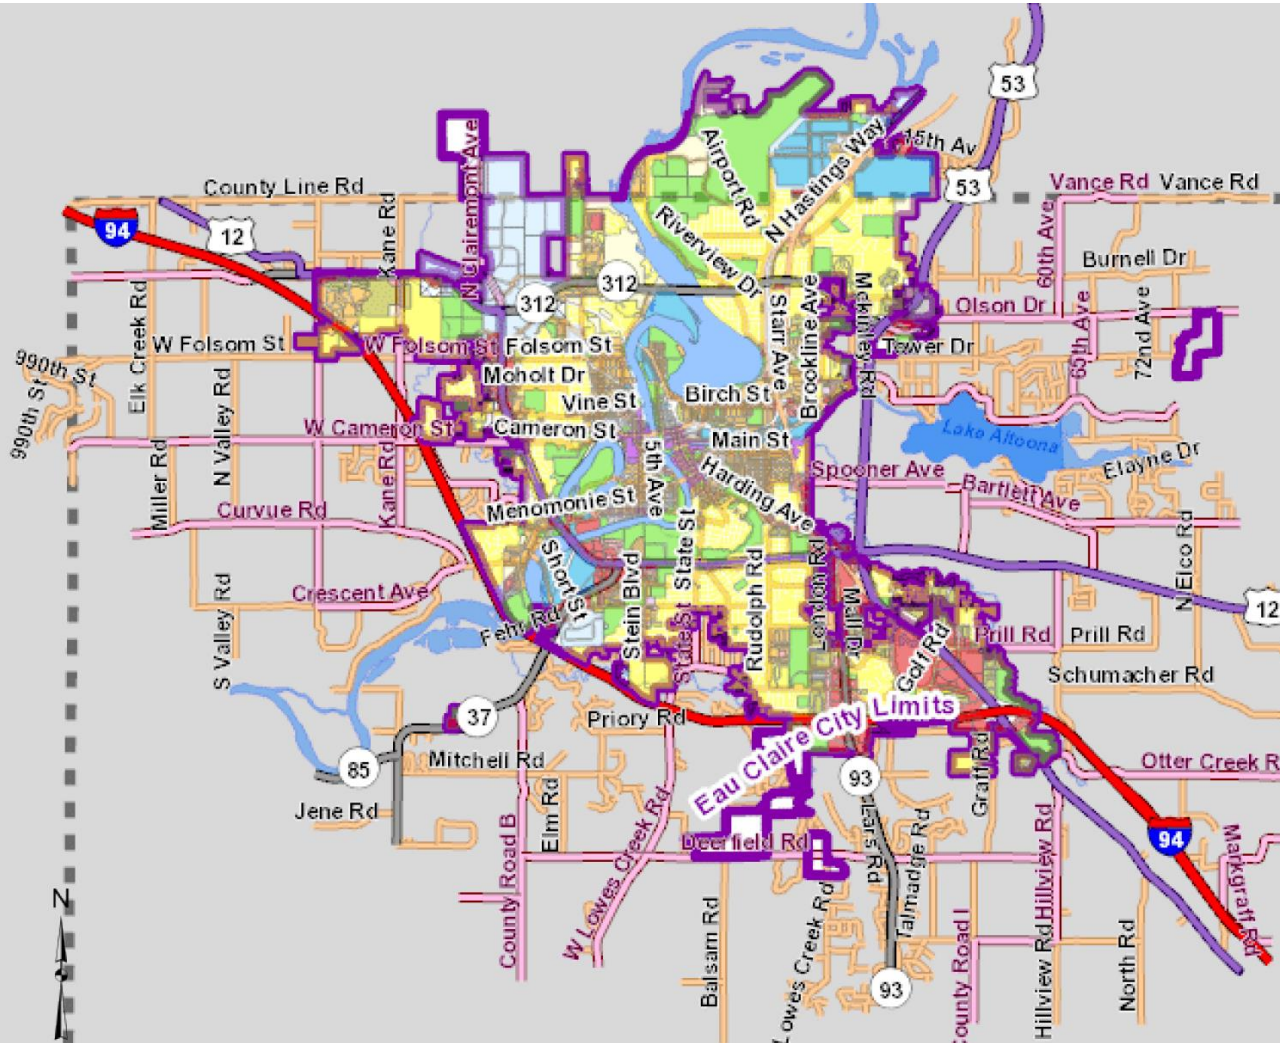 53
15th Av
53
Vance Rd
Vance Rd
County Line Rd
N Clairemont Ave
Airport Rd
N Hastings Way
Kane Rd
94
12
Riverview Dr
60th Ave
Burnell Dr
312
312
Olson Dr
Elk Creek Rd
W Folsom St
W Folsom St
Folsom St
Starr Ave
Brookline Ave
Mckinley Rd
Tower Dr
72nd Ave
990th St
990th St
Moholt Dr
Vine St
Birch St
N Valley Rd
W Cameron St
Cameron St
Main St
Lake Altoona
Elayne Dr
Miller Rd
Kane Rd
5th Ave
Harding Ave
Spooner Ave
Bartlett Ave
Curvue Rd
Menomonie St
State St
Short St
Stein Blvd
Rudolph Rd
London Rd
Mall Dr
N Elco Rd
12
Crescent Ave
S Valley Rd
Fehr Rd
State St
Golf Rd
Prill Rd
Prill Rd
Schumacher Rd
37
Priory Rd
Eau Claire City Limits
85
Mitchell Rd
93
Graff Rd
Otter Creek R
Jene Rd
Elm Rd
County Road B
W Lowes Creek Rd
Deerfield Rd
Talmadge Rd
Hillview Rd
94
Markgraff Rd
N
Balsam Rd
Lowes Creek Rd
93
County Road I
Hillview Rd
North Rd